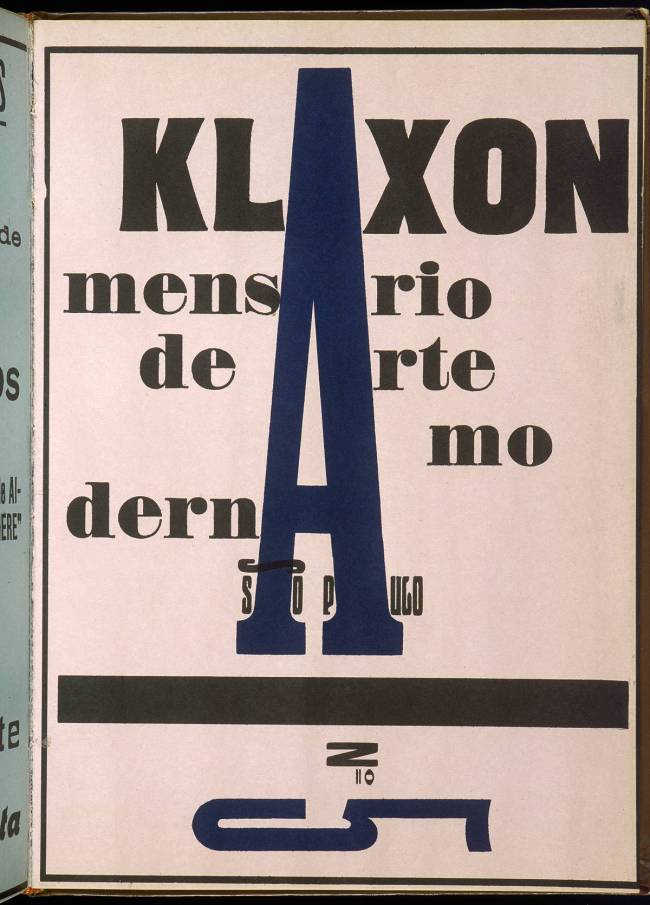 KLAXON
mensArio
de Arte
mo
dernA
SÃO PAULO
Nº
5